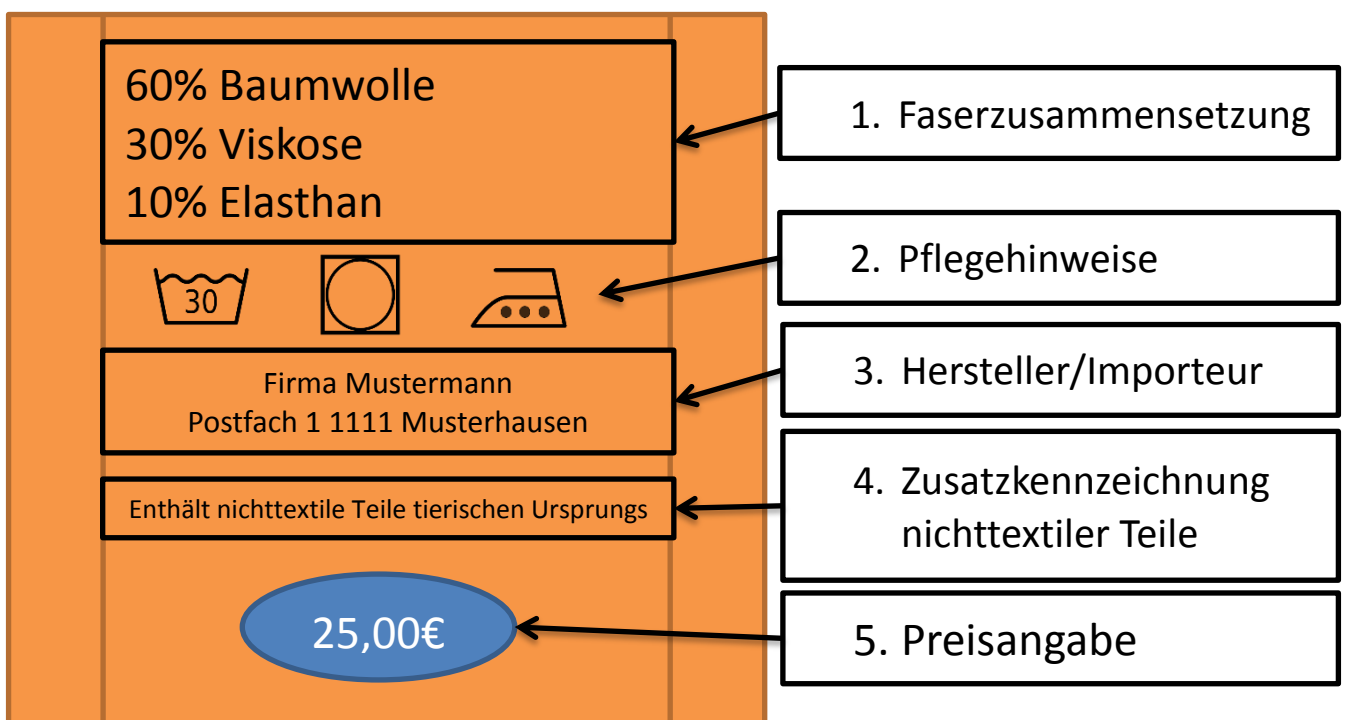 60% Baumwolle
30% Viskose
10% Elasthan
30
Firma Mustermann
Postfach 1 1111 Musterhausen
Enthält nichttextile Teile tierischen Ursprungs
25,00€
1. Faserzusammensetzung
2. Pflegehinweise
3. Hersteller/Importeur
4. Zusatzkennzeichnung
nichttextiler Teile
5. Preisangabe